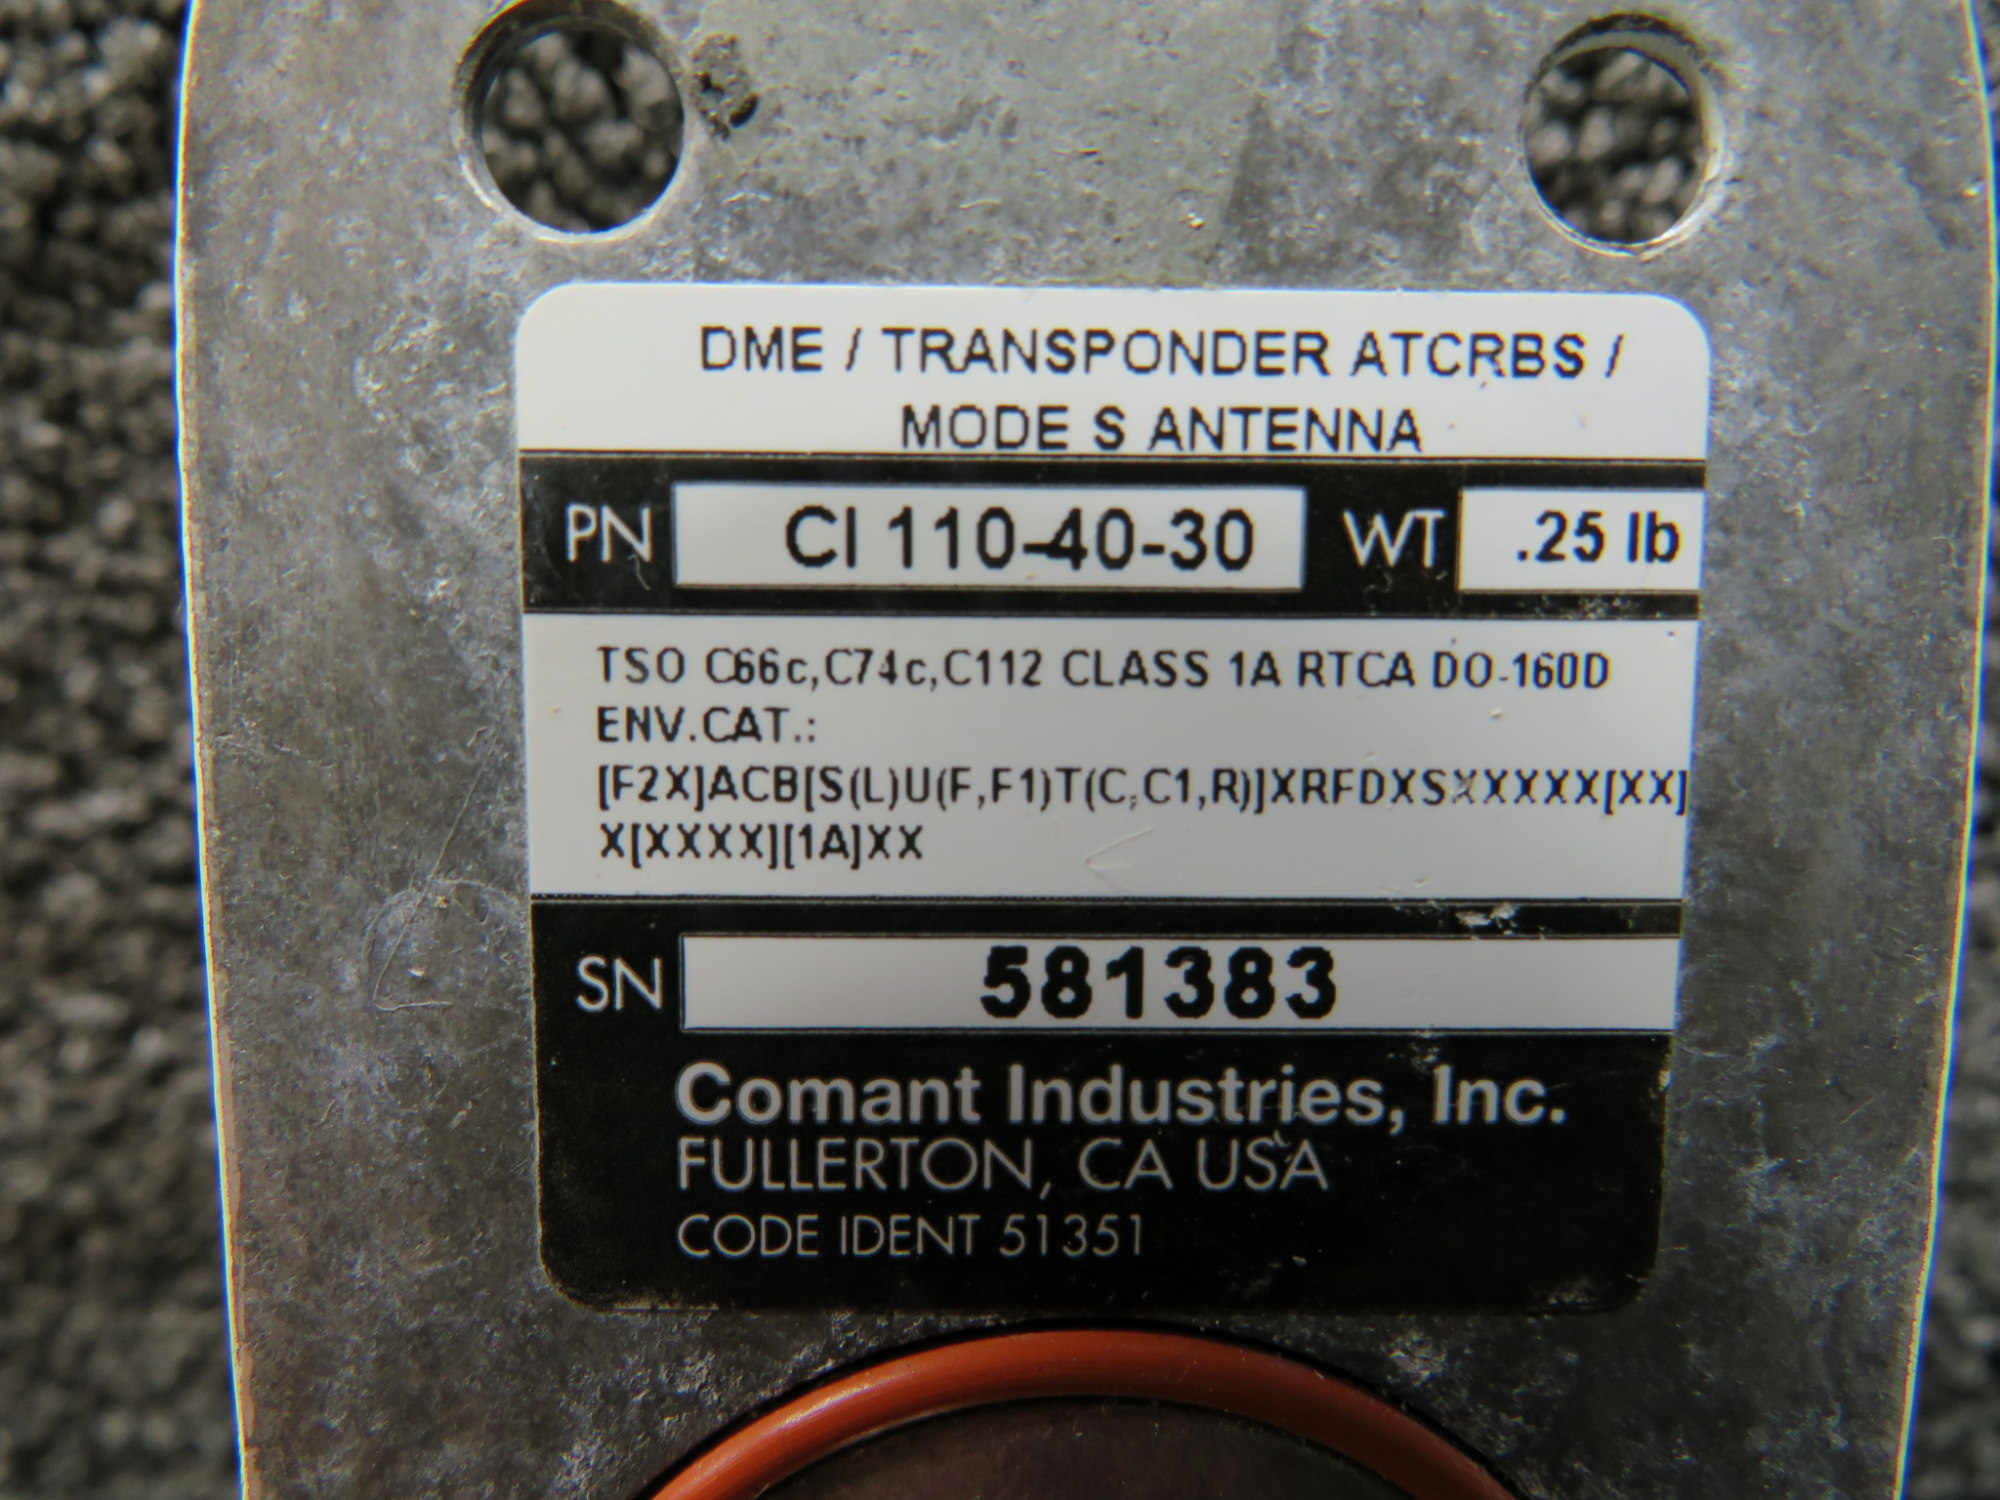 DME / TRANSPONDER ATCRBS /
MODE S ANTENNA
PN CI 110-40-30 WT .25 lb
TSO C66c,C74c,C112 CLASS 1A RTCA DO-160D
ENV.CAT.:
[F2X]ACB[S(L)U(F,F1)T(C,C1,R)]XRFDXSXXXXXX[XX]
X[XXXX][1A]XX
SN 581383
Comant Industries, Inc.
FULLERTON, CA USA
CODE IDENT 51351